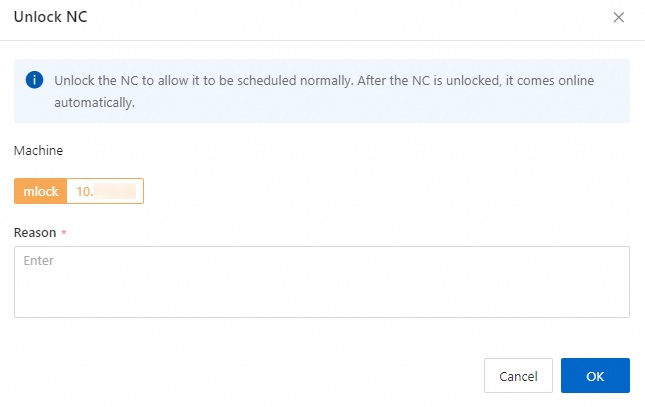 Unlock NC
Unlock the NC to allow it to be scheduled normally. After the NC is unlocked, it comes online
automatically.
Machine
mlock 10.
Reason *
Enter
Cancel OK